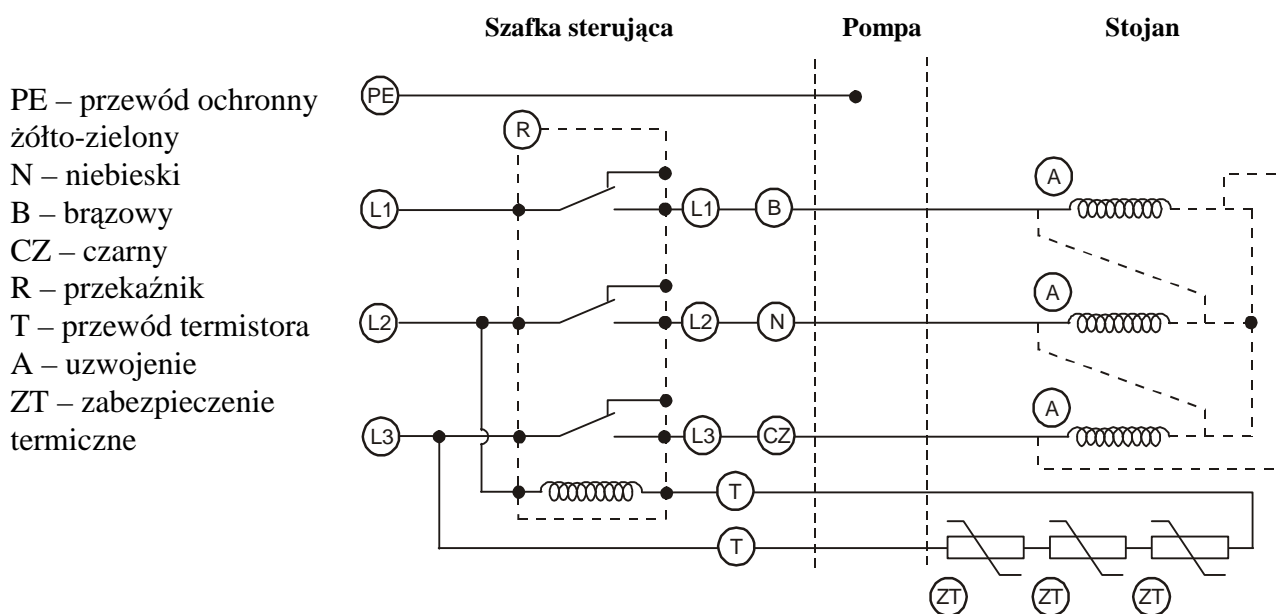 Szafka sterująca Pompa Stojan
PE – przewód ochronny
żółto-zielony
N – niebieski
B – brązowy
CZ – czarny
R – przekaźnik
T – przewód termistora
A – uzwojenie
ZT – zabezpieczenie
termiczne
PE
R
A
L1 L1 B
A
L2 L2 N
A
L3 L3 CZ
T
T
ZT ZT ZT